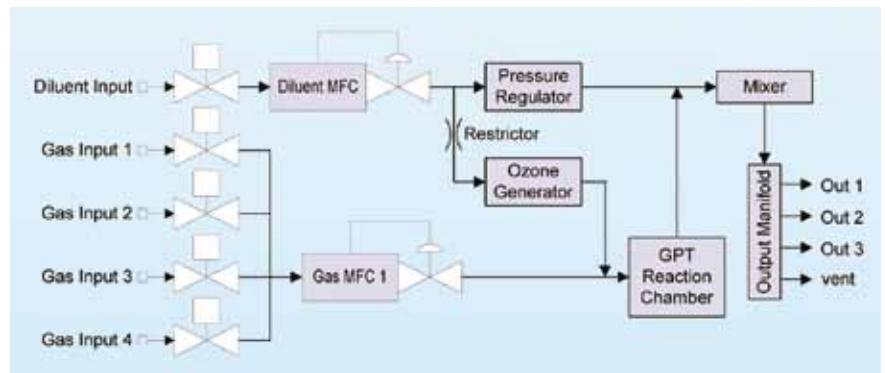 Diluent Input
Diluent MFC
Pressure
Regulator
Mixer
Gas Input 1
Restrictor
Gas Input 2
Ozone
Generator
Output Manifold
Out 1
Out 2
Out 3
vent
Gas Input 3
Gas MFC 1
GPT
Reaction
Chamber
Gas Input 4